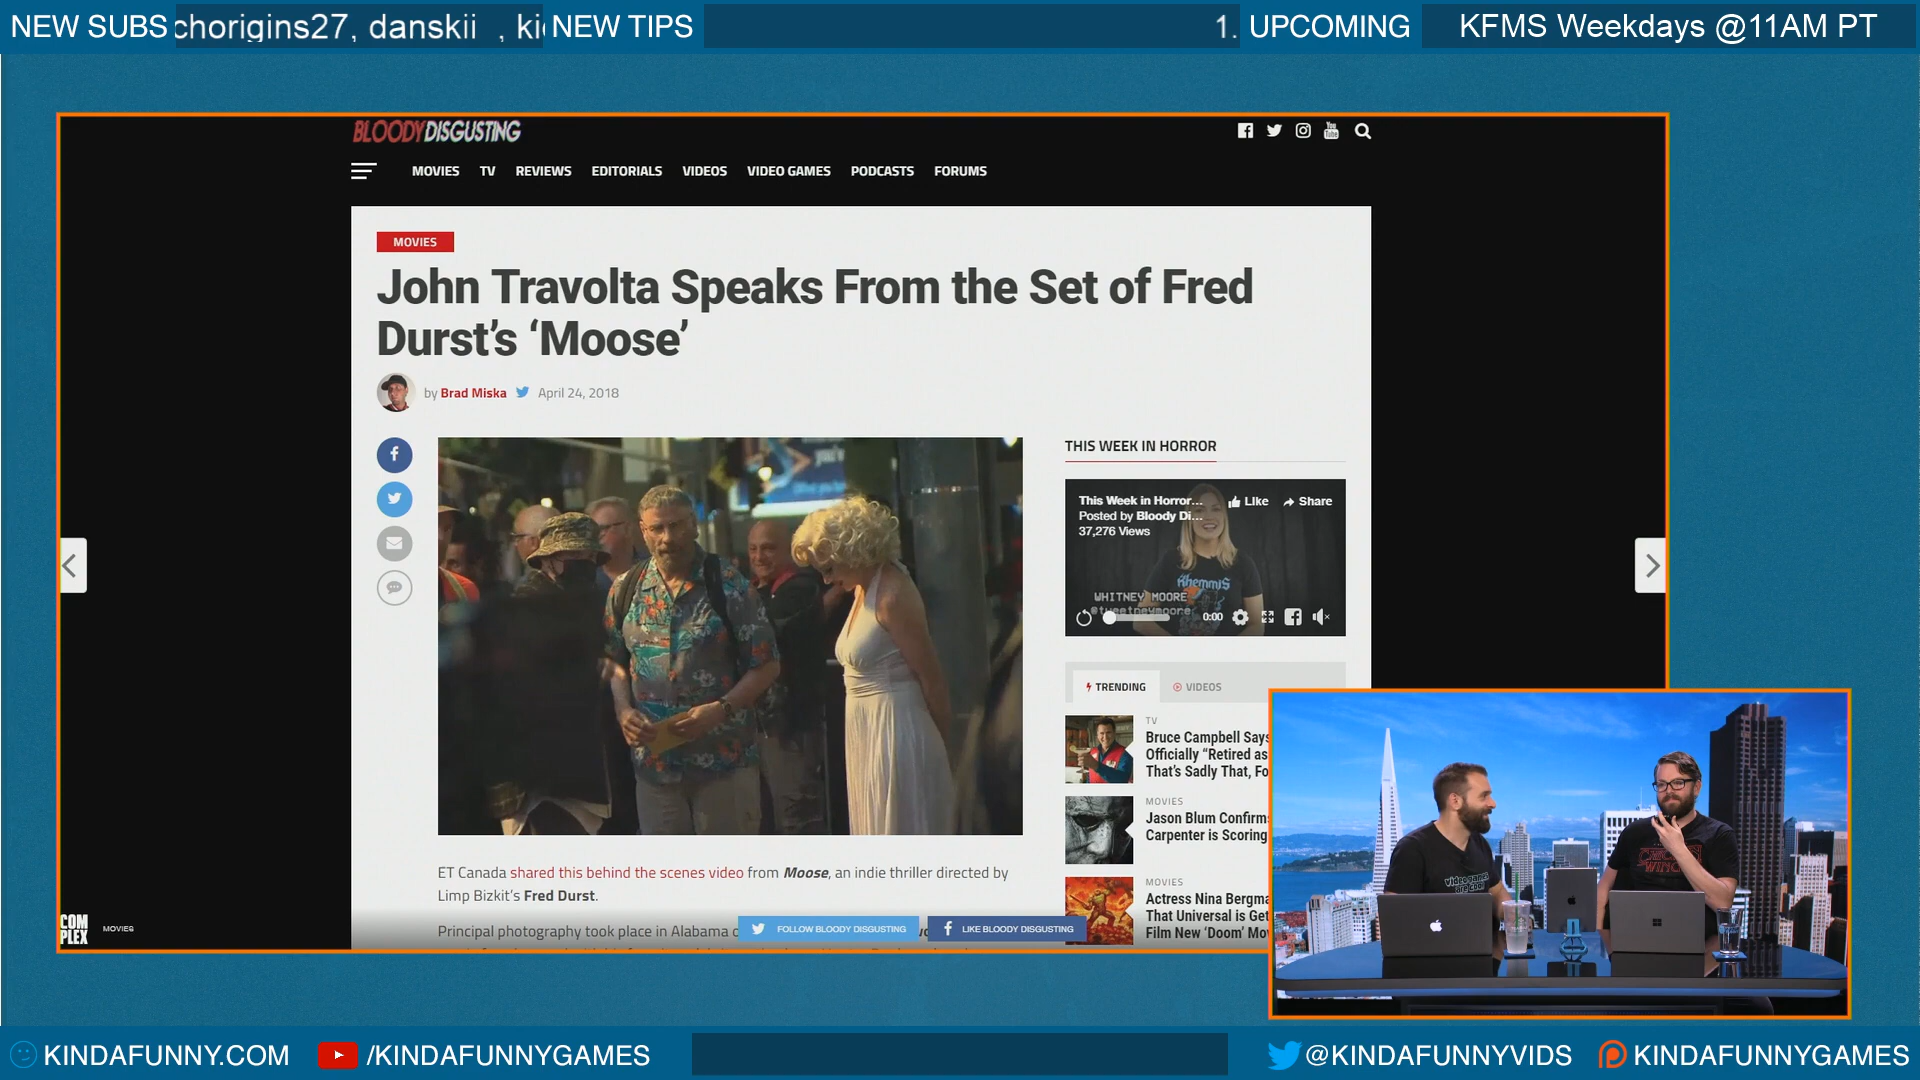 NEW SUBS chorigins27, danskii , ki NEW TIPS 1. UPCOMING KFMS Weekdays @11AM PT
BLOODY DISGUSTING
MOVIES TV REVIEWS EDITORIALS VIDEOS VIDEO GAMES PODCASTS FORUMS
MOVIES
John Travolta Speaks From the Set of Fred
Durst's 'Moose'
by Brad Miska April 24, 2018
THIS WEEK IN HORROR
This Week in Horror... Like Share
Posted by Bloody Di...
37,276 Views
Khemmis
WHITNEY MOORE
@tweetneymoore
0:00
TRENDING VIDEOS
TV
Bruce Campbell Says
Officially "Retired as
That's Sadly That, Fo
MOVIES
Jason Blum Confirm
Carpenter is Scoring
MOVIES
Actress Nina Bergma
That Universal is Get
Film New 'Doom' Mov
ET Canada shared this behind the scenes video from Moose, an indie thriller directed by
Limp Bizkit's Fred Durst.
Principal photography took place in Alabama
FOLLOW BLOODY DISGUSTING LIKE BLOODY DISGUSTING
COM
PLEX
MOVIES
KINDAFUNNY.COM /KINDAFUNNYGAMES @KINDAFUNNYVIDS KINDAFUNNYGAMES